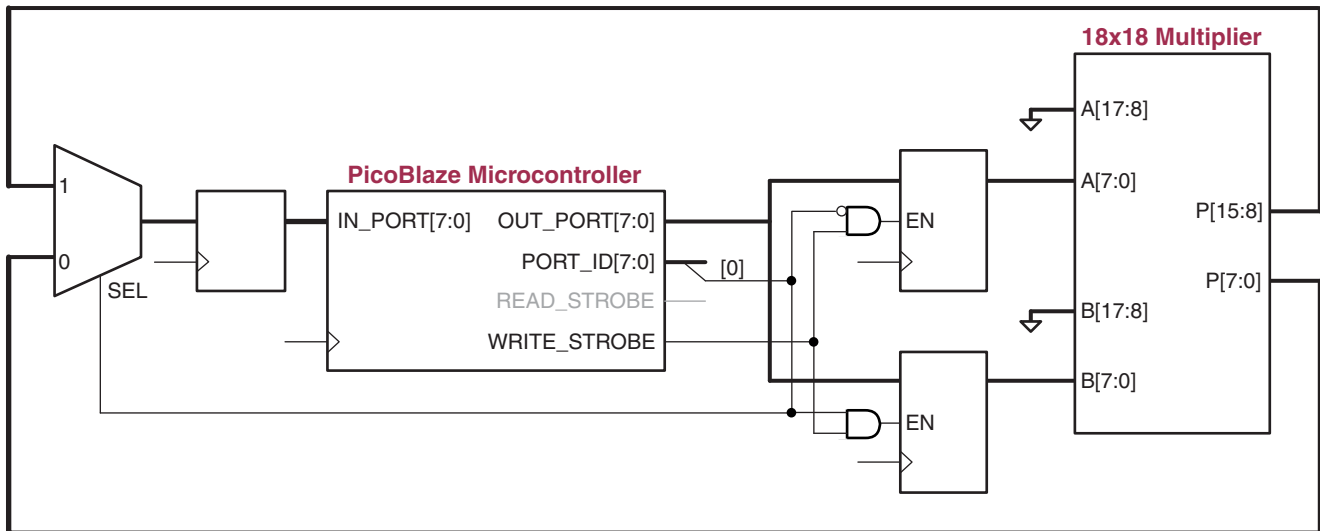 18x18 Multiplier
A[17:8]
PicoBlaze Microcontroller
1
A[7:0]
IN_PORT[7:0]
OUT_PORT[7:0]
EN
P[15:8]
0
PORT_ID[7:0]
[0]
SEL
READ_STROBE
P[7:0]
B[17:8]
WRITE_STROBE
B[7:0]
EN